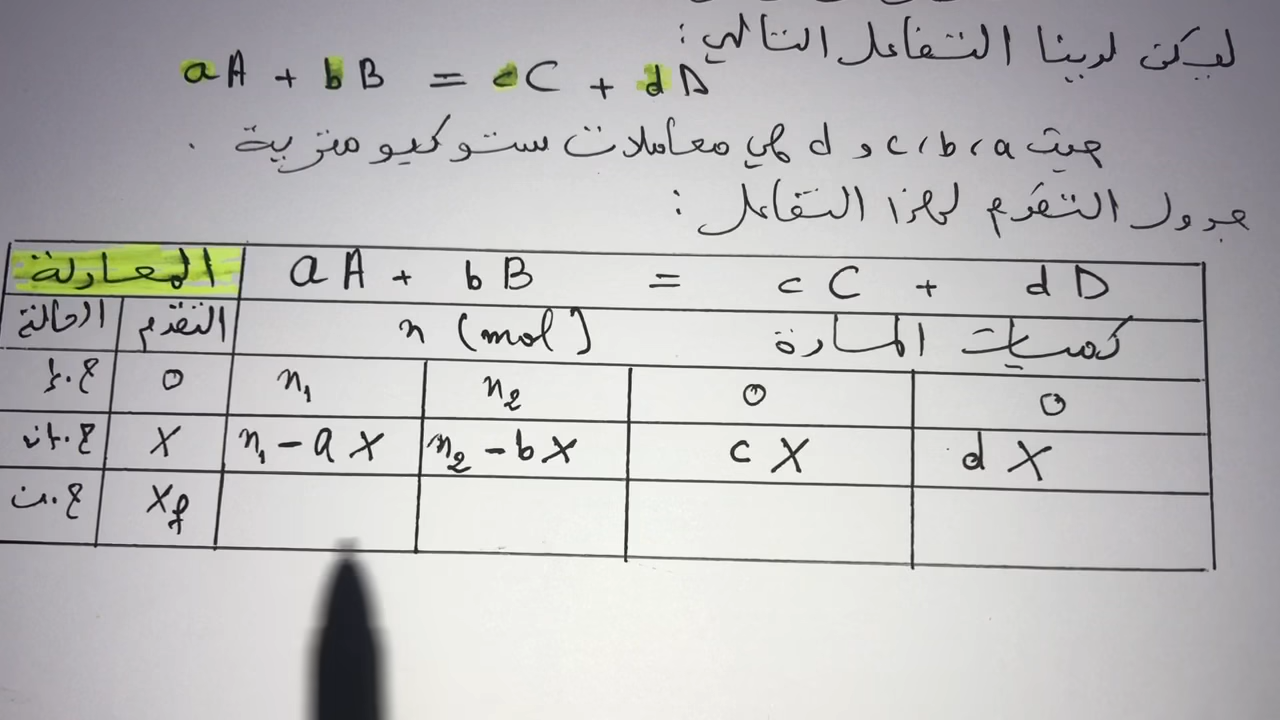 ليكن لدينا التفاعل التالي:
aA + bB = cC + dD
حيث a، b، c و d هي معاملات ستوكيومترية .
جدول التقدم لهذا التفاعل :
المعادلة aA + bB = cC + dD
الحالة التقدم n (mol) كميات المادة
ح.إ 0 n₁ n₂ 0 0
ح.إن X n₁ - aX n₂ - bX cX dX
ح.ن Xf